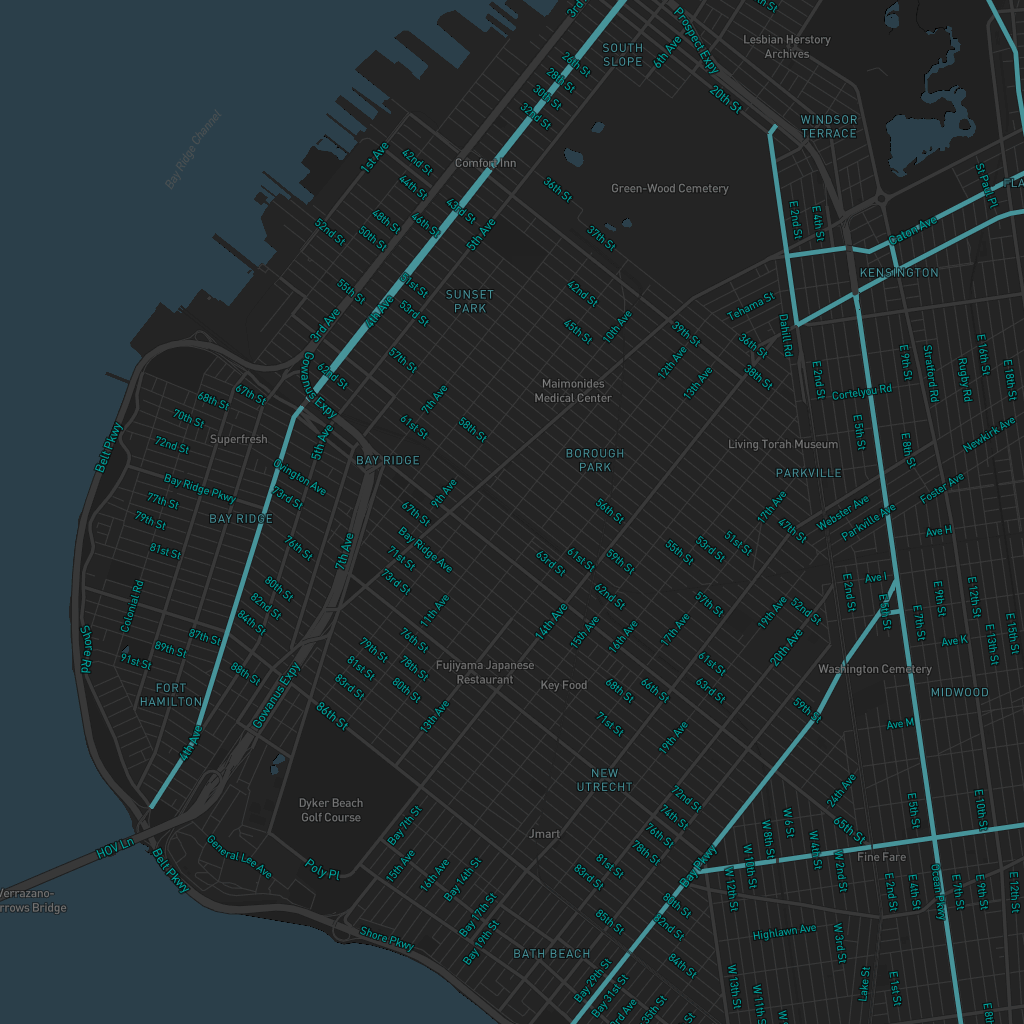 3rd
Prospect Expy
SOUTH
SLOPE
6th Ave
Lesbian Herstory
Archives
26th St
28th St
30th St
32nd St
20th St
WINDSOR
TERRACE
Bay Ridge Channel
1st Ave
42nd St
44th St
Comfort Inn
36th St
Green-Wood Cemetery
St Paul Pl
43rd St
46th St
48th St
50th St
52nd St
5th Ave
37th St
E 2nd St
E 4th St
Caton Ave
KENSINGTON
55th St
51st St
53rd St
SUNSET
PARK
42nd St
45th St
10th Ave
Tehama St
Dahill Rd
3rd Ave
4th Ave
39th St
36th St
38th St
12th Ave
13th Ave
57th St
62nd St
Gowanus Expy
Maimonides
Medical Center
E 2nd St
Cortelyou Rd
E 9th St
Stratford Rd
Rugby Rd
E 16th St
E 18th St
67th St
68th St
70th St
72nd St
Superfresh
5th Ave
7th Ave
61st St
58th St
E 5th St
E 8th St
Newkirk Ave
Belt Pkwy
BAY RIDGE
BOROUGH
PARK
Living Torah Museum
PARKVILLE
Ovington Ave
73rd St
Bay Ridge Pkwy
77th St
79th St
81st St
BAY RIDGE
9th Ave
67th St
56th St
17th Ave
47th St
Webster Ave
Parkville Ave
Foster Ave
Ave H
76th St
7th Ave
Bay Ridge Ave
71st St
73rd St
63rd St
61st St
59th St
55th St
53rd St
51st St
80th St
82nd St
84th St
Colonial Rd
62nd St
57th St
19th Ave
52nd St
E 2nd St
Ave I
E 5th St
E 7th St
E 9th St
E 12th St
E 13th St
E 15th St
Ave K
Shore Rd
87th St
89th St
91st St
88th St
11th Ave
76th St
78th St
79th St
80th St
81st St
83rd St
14th Ave
15th Ave
16th Ave
17th Ave
20th Ave
Fujiyama Japanese
Restaurant
Key Food
61st St
63rd St
66th St
68th St
Washington Cemetery
MIDWOOD
FORT
HAMILTON
Gowanus Expy
86th St
13th Ave
71st St
19th Ave
59th St
Ave M
4th Ave
NEW
UTRECHT
72nd St
74th St
76th St
78th St
24th Ave
65th St
E 5th St
E 10th St
Dyker Beach
Golf Course
Bay 7th St
Jmart
W 6th St
W 8th St
W 4th St
W 2nd St
W 10th St
W 12th St
Fine Fare
HOV Ln
Belt Pkwy
General Lee Ave
Poly Pl
15th Ave
16th Ave
Bay 14th St
Bay 17th St
Bay 19th St
81st St
83rd St
85th St
Bay Pkwy
80th St
82nd St
84th St
E 2nd St
E 4th St
Ocean Pkwy
E 7th St
E 9th St
E 12th St
Verrazano-
rrows Bridge
Shore Pkwy
BATH BEACH
Highlawn Ave
W 3rd St
Bay 29th St
Bay 31st St
W 13th St
W 11th St
Lake St
E 1st St
35th St